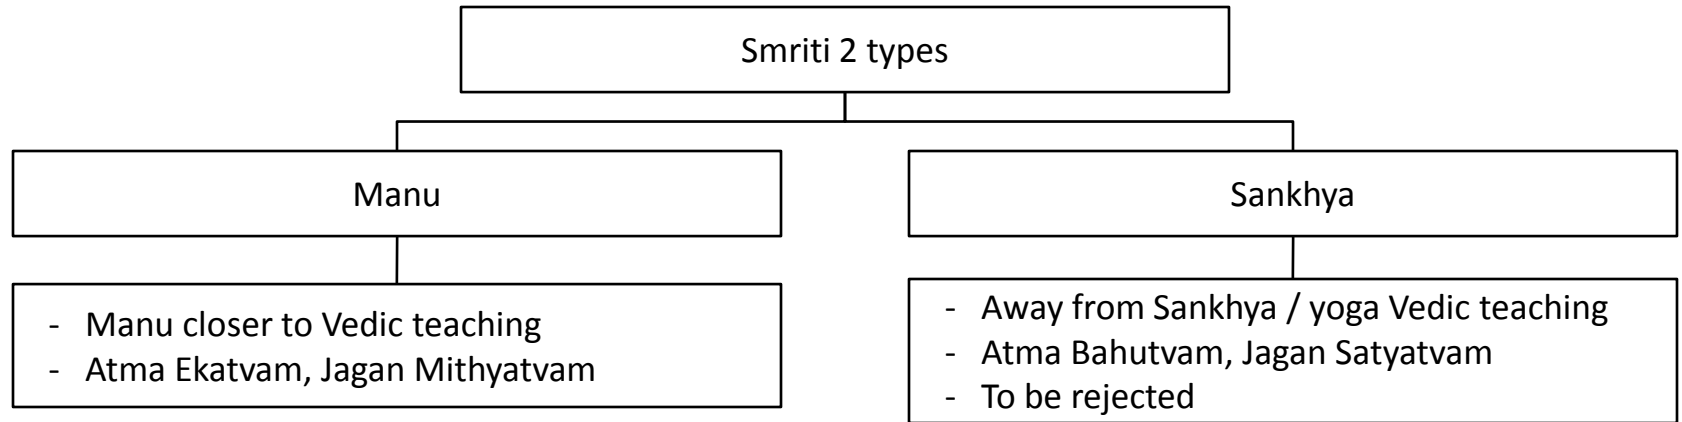 Smriti 2 types
Manu
Sankhya
- Manu closer to Vedic teaching
- Atma Ekatvam, Jagan Mithyatvam
- Away from Sankhya / yoga Vedic teaching
- Atma Bahutvam, Jagan Satyatvam
- To be rejected